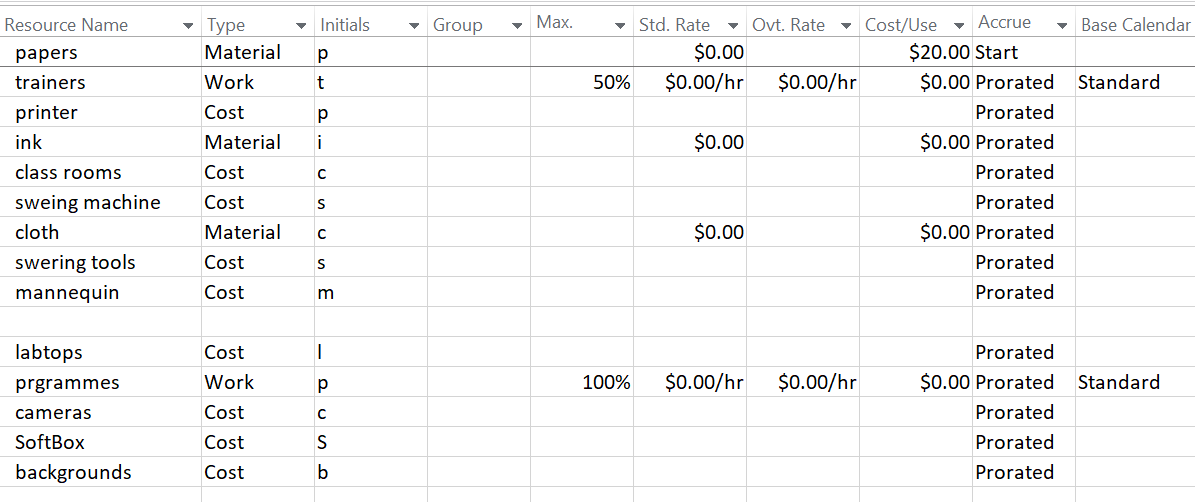 Resource Name Type Initials Group Max. Std. Rate Ovt. Rate Cost/Use Accrue Base Calendar
papers Material p $0.00 $20.00 Start
trainers Work t 50% $0.00/hr $0.00/hr $0.00 Prorated Standard
printer Cost p Prorated
ink Material i $0.00 $0.00 Prorated
class rooms Cost c Prorated
sweing machine Cost s Prorated
cloth Material c $0.00 $0.00 Prorated
swering tools Cost s Prorated
mannequin Cost m Prorated
labtops Cost l Prorated
prgrammes Work p 100% $0.00/hr $0.00/hr $0.00 Prorated Standard
cameras Cost c Prorated
SoftBox Cost S Prorated
backgrounds Cost b Prorated